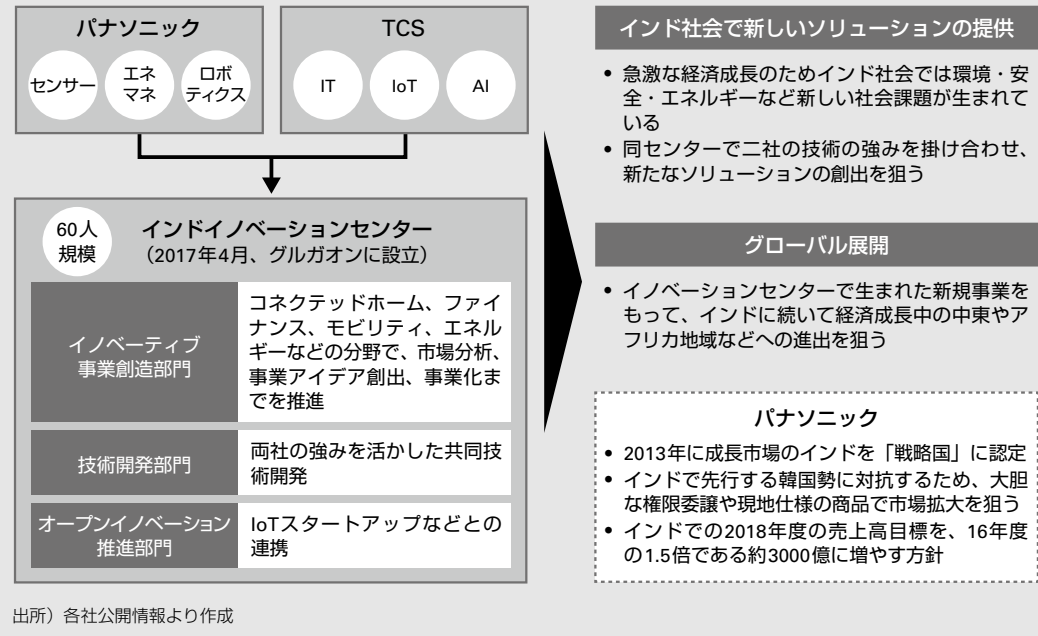 パナソニック
センサー
エネ
マネ
ロボ
ティクス
TCS
IT
IoT
AI
60人
規模
インドイノベーションセンター
（2017年4月、グルガオンに設立）
イノベーティブ
事業創造部門
コネクテッドホーム、ファイ
ナンス、モビリティ、エネル
ギーなどの分野で、市場分析、
事業アイデア創出、事業化ま
でを推進
技術開発部門
両社の強みを活かした共同技
術開発
オープンイノベーション
推進部門
IoTスタートアップなどとの
連携
インド社会で新しいソリューションの提供
• 急激な経済成長のためインド社会では環境・安
全・エネルギーなど新しい社会課題が生まれて
いる
• 同センターで二社の技術の強みを掛け合わせ、
新たなソリューションの創出を狙う
グローバル展開
• イノベーションセンターで生まれた新規事業を
もって、インドに続いて経済成長中の中東やア
フリカ地域などへの進出を狙う
パナソニック
• 2013年に成長市場のインドを「戦略国」に認定
• インドで先行する韓国勢に対抗するため、大胆
な権限委譲や現地仕様の商品で市場拡大を狙う
• インドでの2018年度の売上高目標を、16年度
の1.5倍である約3000億に増やす方針
出所）各社公開情報より作成